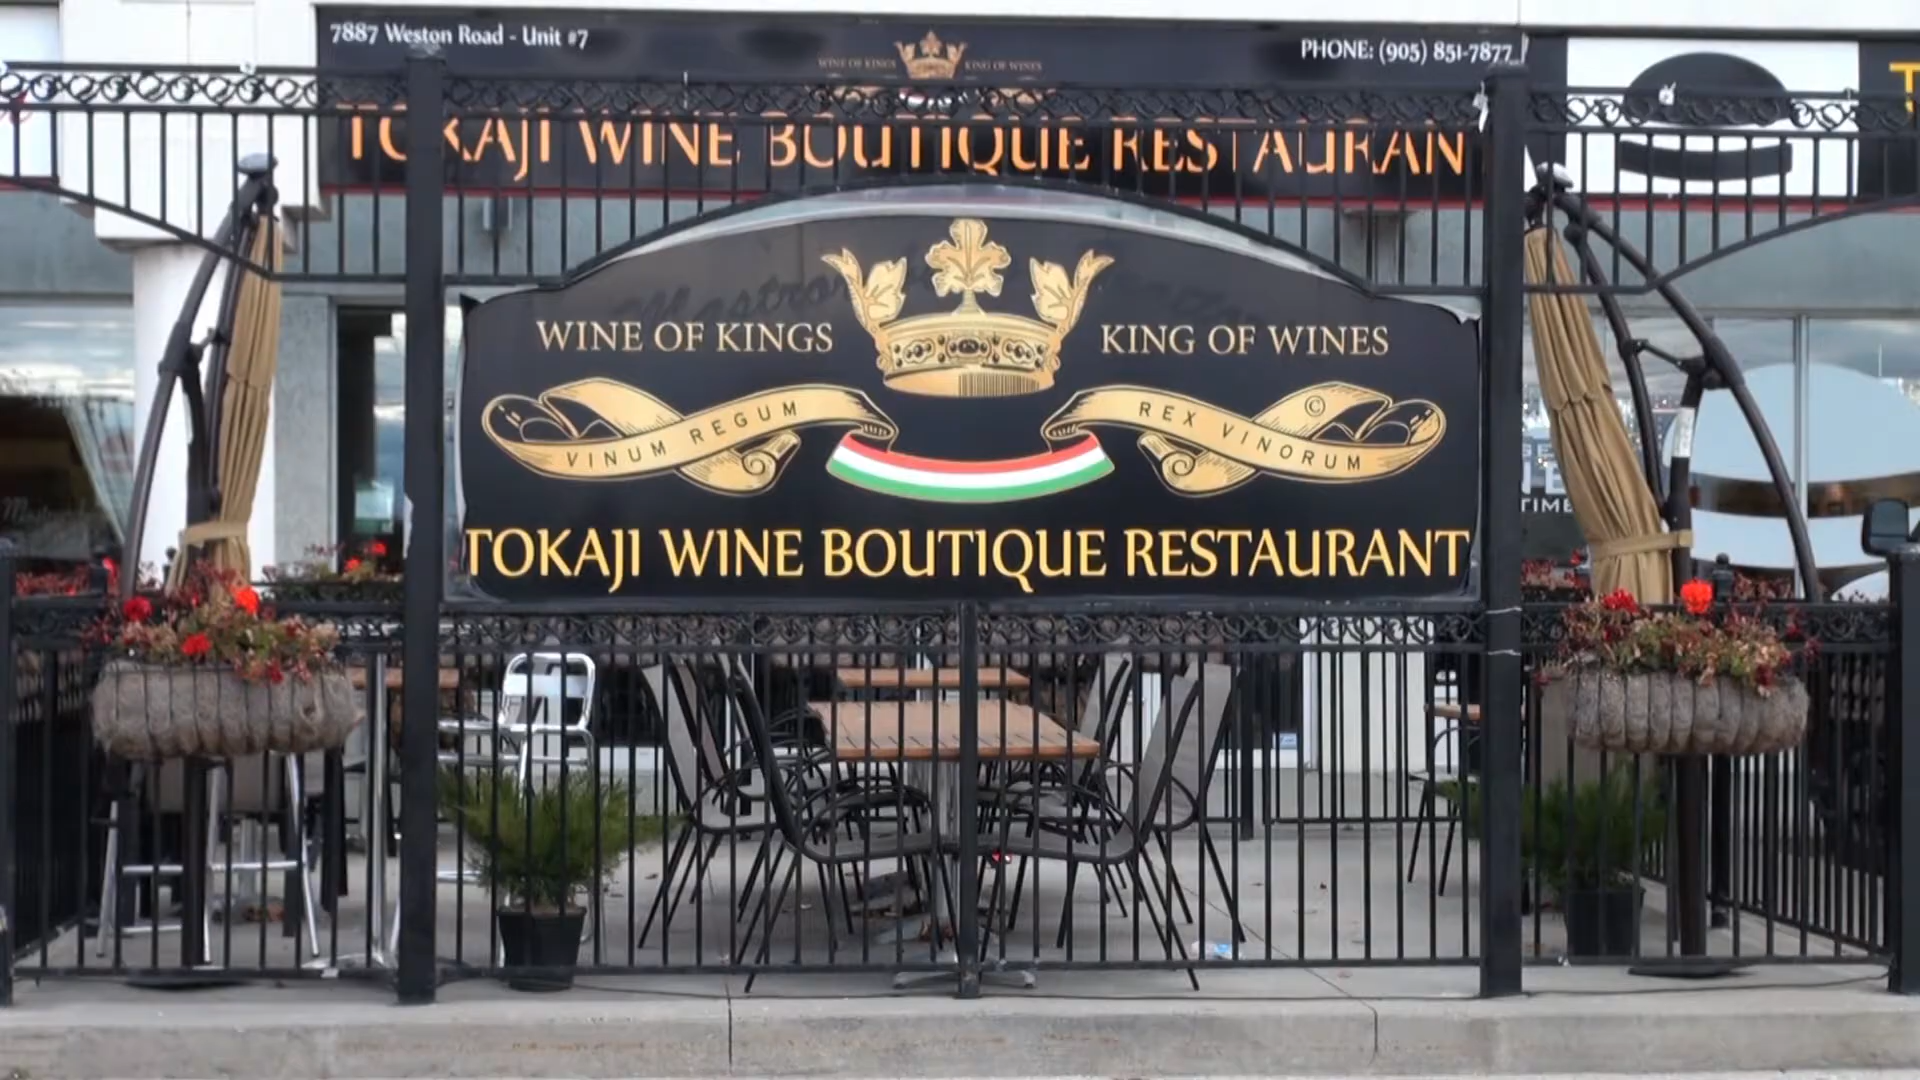 7887 Weston Road - Unit #7
PHONE: (905) 851-7877
WINE OF KINGS KING OF WINES
TOKAJI WINE BOUTIQUE RESTAURAN
WINE OF KINGS KING OF WINES
VINUM REGUM REX VINORUM ©
TOKAJI WINE BOUTIQUE RESTAURANT